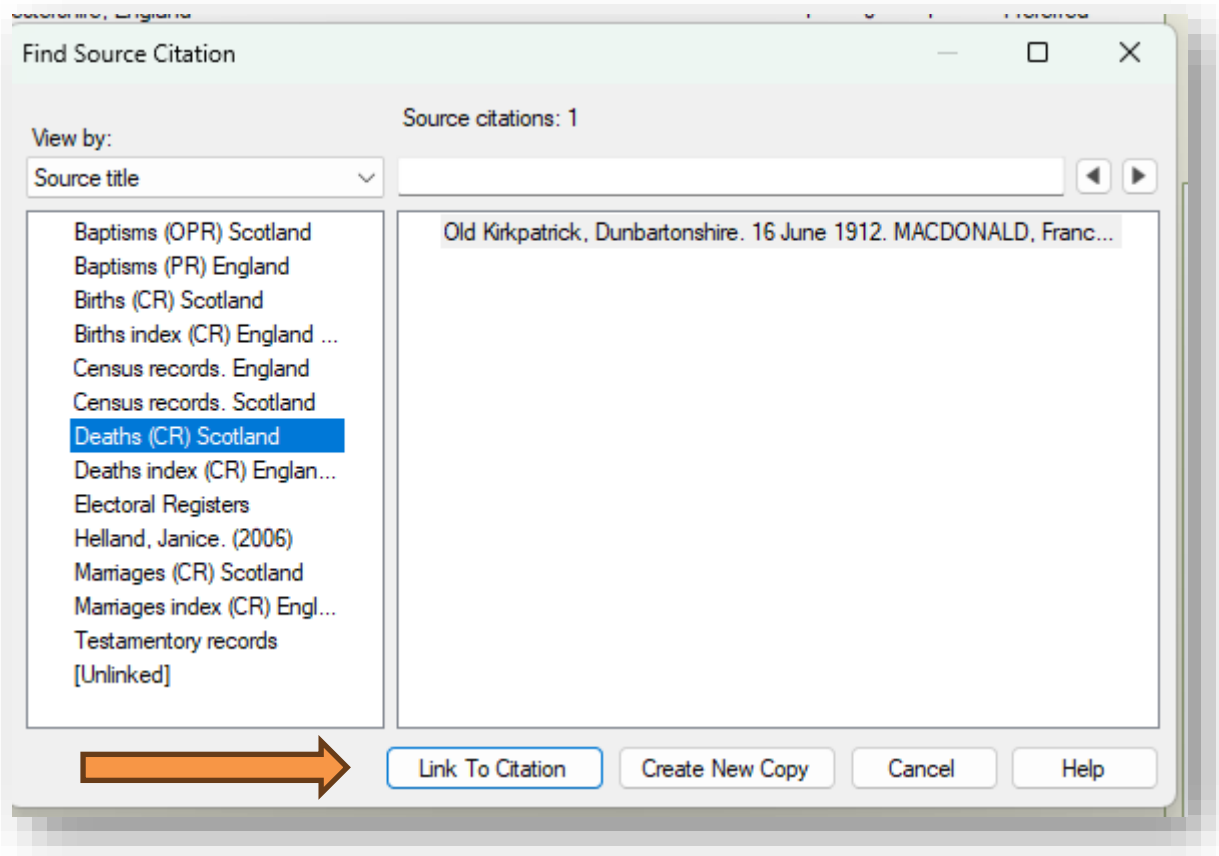 Find Source Citation
View by:
Source citations: 1
Source title
Baptisms (OPR) Scotland
Baptisms (PR) England
Births (CR) Scotland
Births index (CR) England ...
Census records. England
Census records. Scotland
Deaths (CR) Scotland
Deaths index (CR) Englan...
Electoral Registers
Helland, Janice. (2006)
Marriages (CR) Scotland
Marriages index (CR) Engl...
Testamentory records
[Unlinked]
Old Kirkpatrick, Dunbartonshire. 16 June 1912. MACDONALD, Franc...
Link To Citation
Create New Copy
Cancel
Help